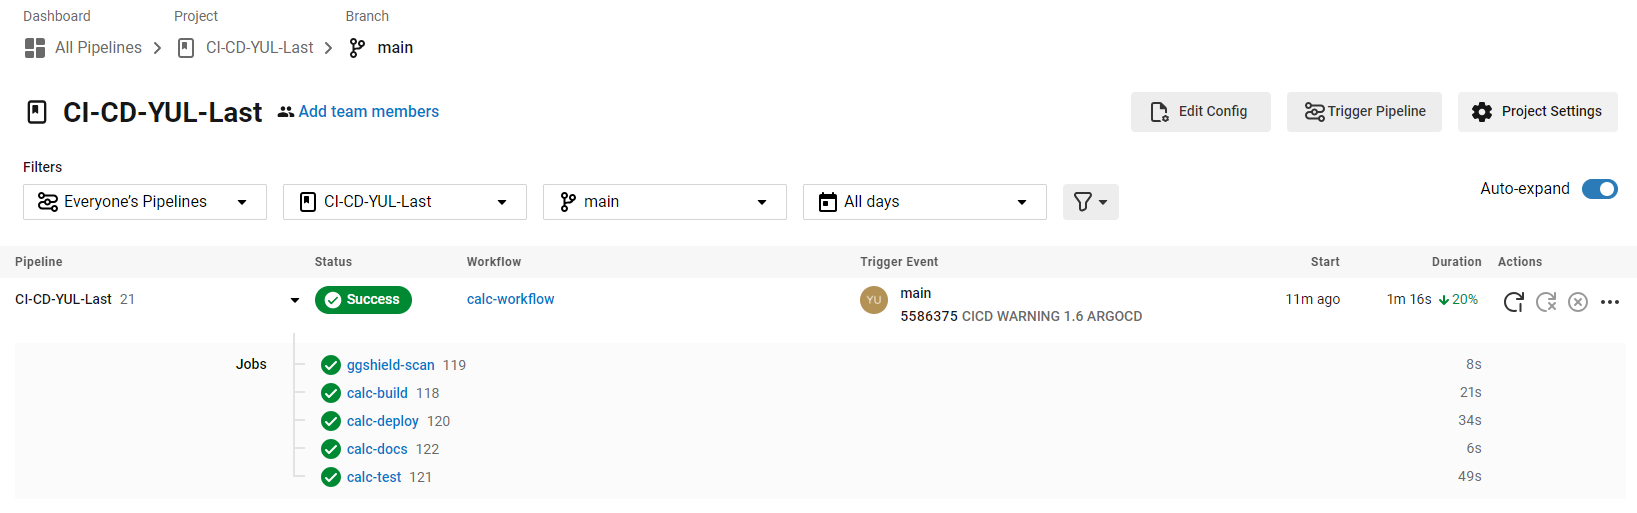 Dashboard Project Branch
All Pipelines CI-CD-YUL-Last main
CI-CD-YUL-Last Add team members Edit Config Trigger Pipeline Project Settings
Filters
Everyone's Pipelines CI-CD-YUL-Last main All days Auto-expand
Pipeline Status Workflow Trigger Event Start Duration Actions
CI-CD-YUL-Last 21 Success calc-workflow YU main 11m ago 1m 16s 20%
5586375 CICD WARNING 1.6 ARGOCD
Jobs ggshield-scan 119 8s
calc-build 118 21s
calc-deploy 120 34s
calc-docs 122 6s
calc-test 121 49s